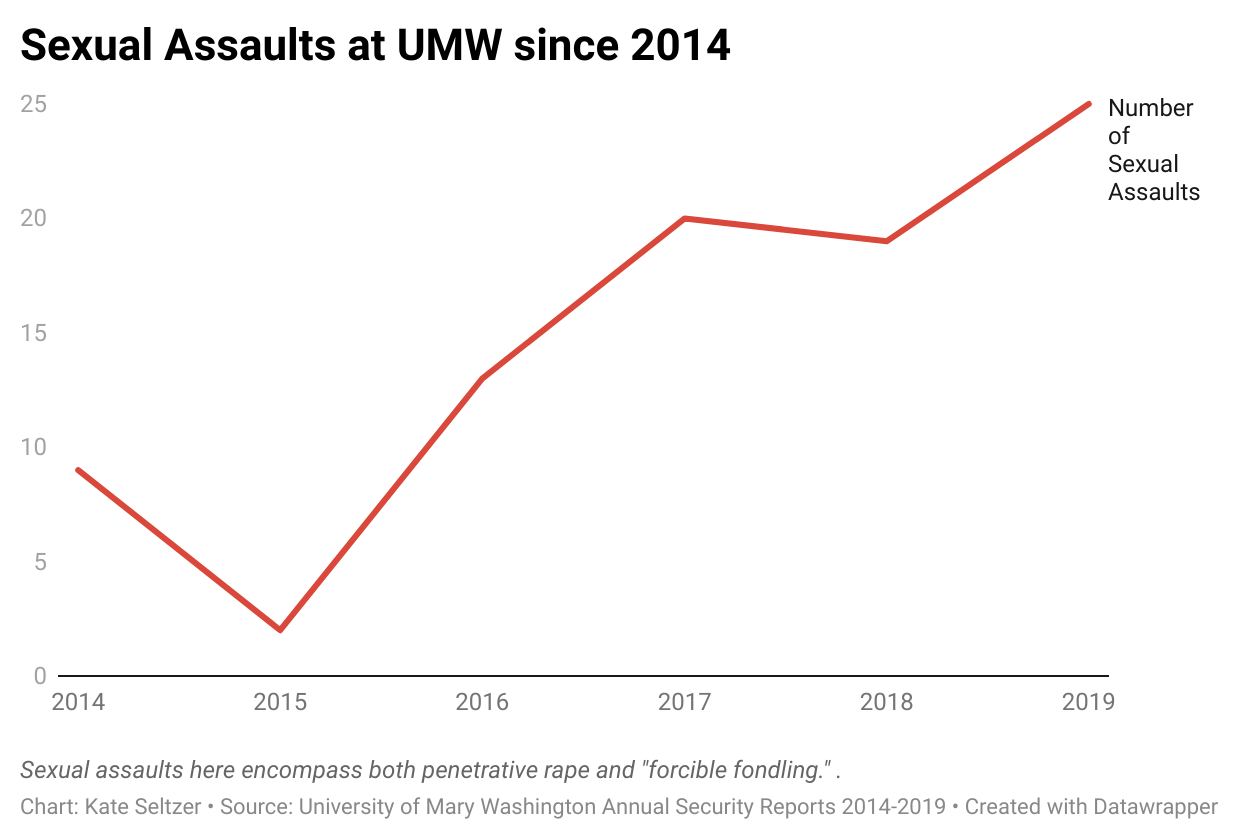 Sexual Assaults at UMW since 2014
25
Number
of
Sexual
Assaults
20
15
10
5
0
2014 2015 2016 2017 2018 2019
Sexual assaults here encompass both penetrative rape and "forcible fondling." .
Chart: Kate Seltzer • Source: University of Mary Washington Annual Security Reports 2014-2019 • Created with Datawrapper